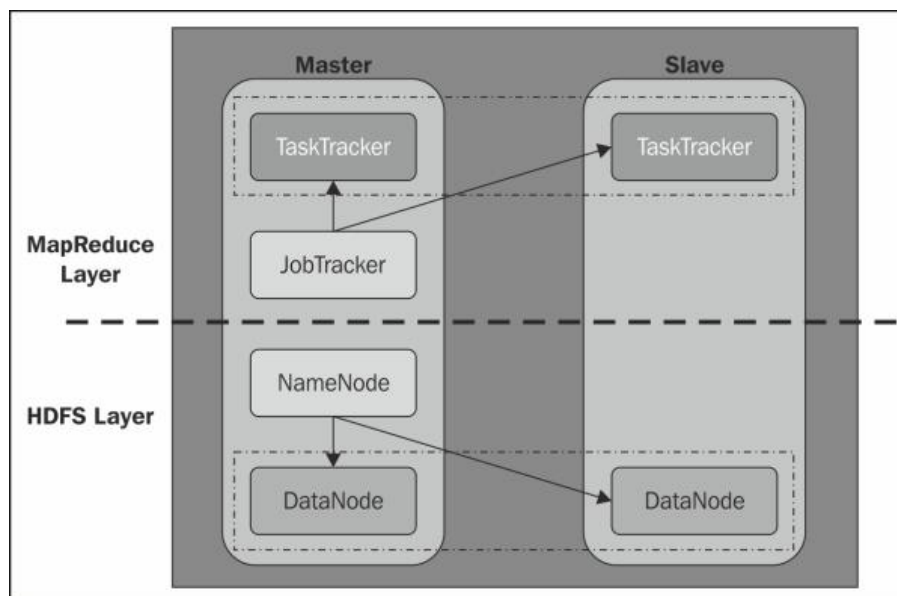 Master
Slave
TaskTracker
TaskTracker
MapReduce
Layer
JobTracker
NameNode
HDFS Layer
DataNode
DataNode